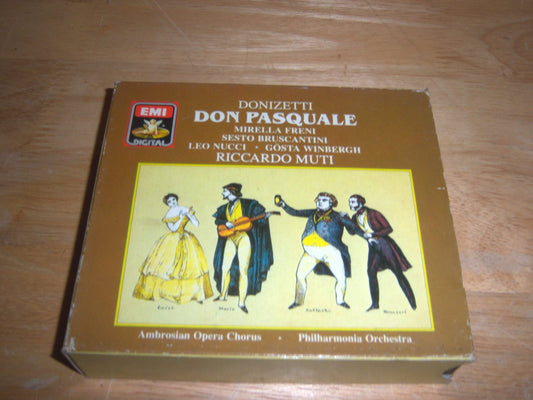 DONIZETTI
EMI
DIGITAL
DON PASQUALE
MIRELLA FRENI
SESTO BRUSCANTINI
LEO NUCCI · GÖSTA WINBERGH
RICCARDO MUTI
Ambrosian Opera Chorus · Philharmonia Orchestra